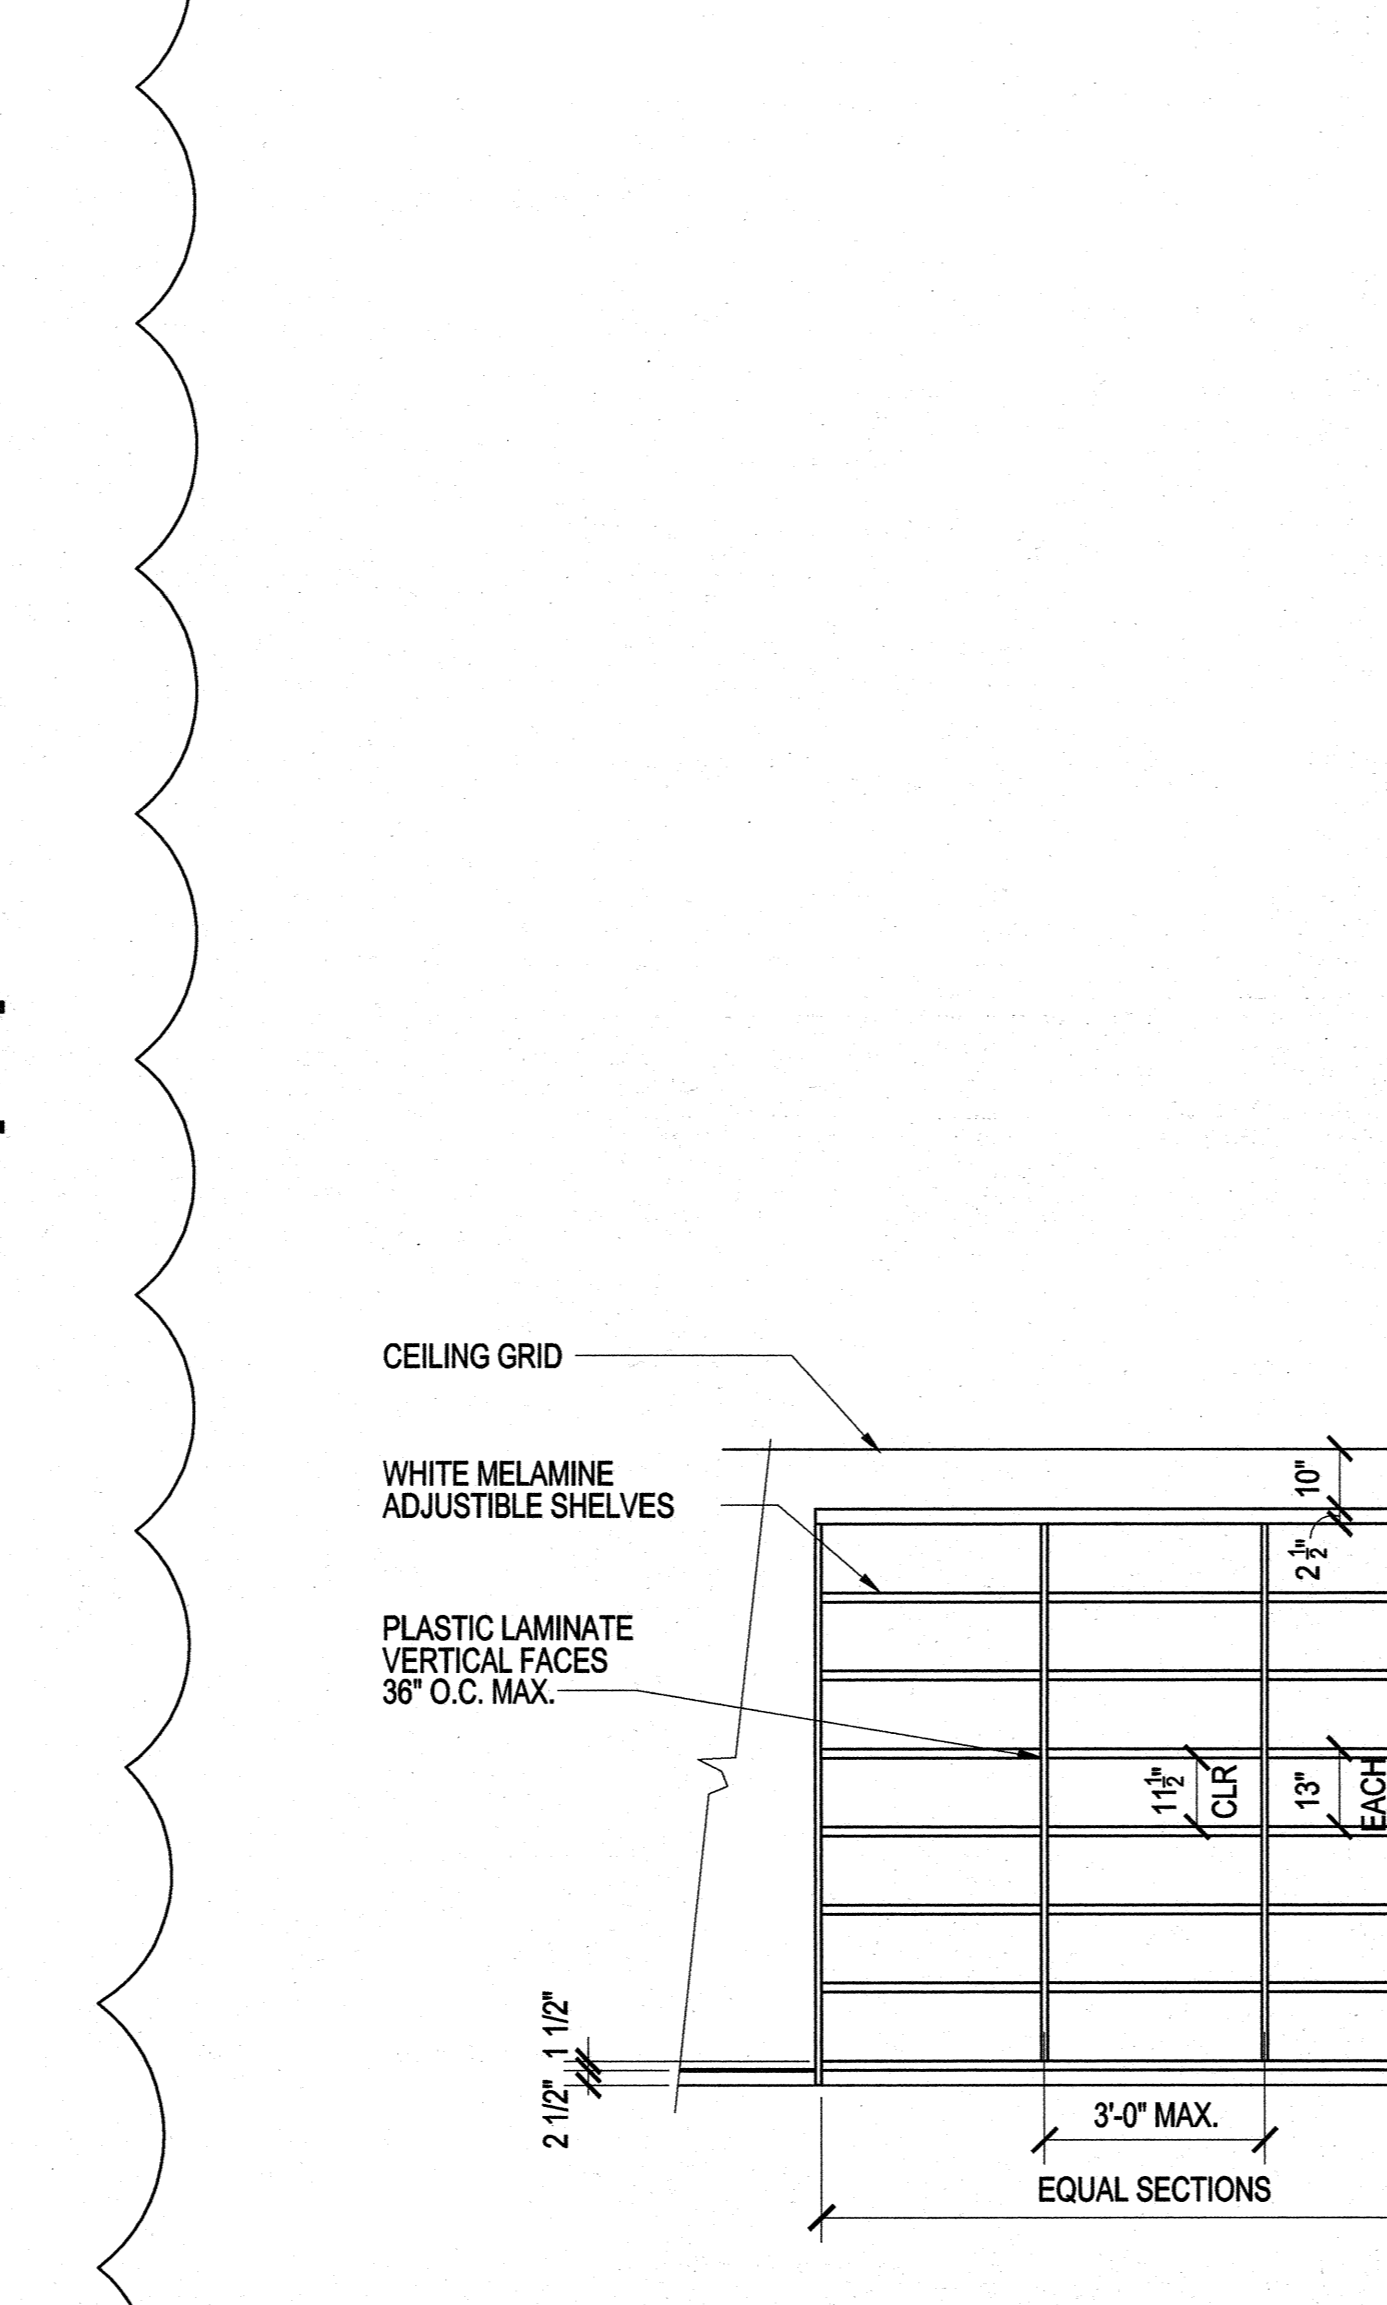 CEILING GRID
WHITE MELAMINE
ADJUSTIBLE SHELVES
PLASTIC LAMINATE
VERTICAL FACES
36" O.C. MAX.
10"
2 1/2"
11 1/2"
CLR
13"
EACH
1 1/2"
2 1/2"
3'-0" MAX.
EQUAL SECTIONS